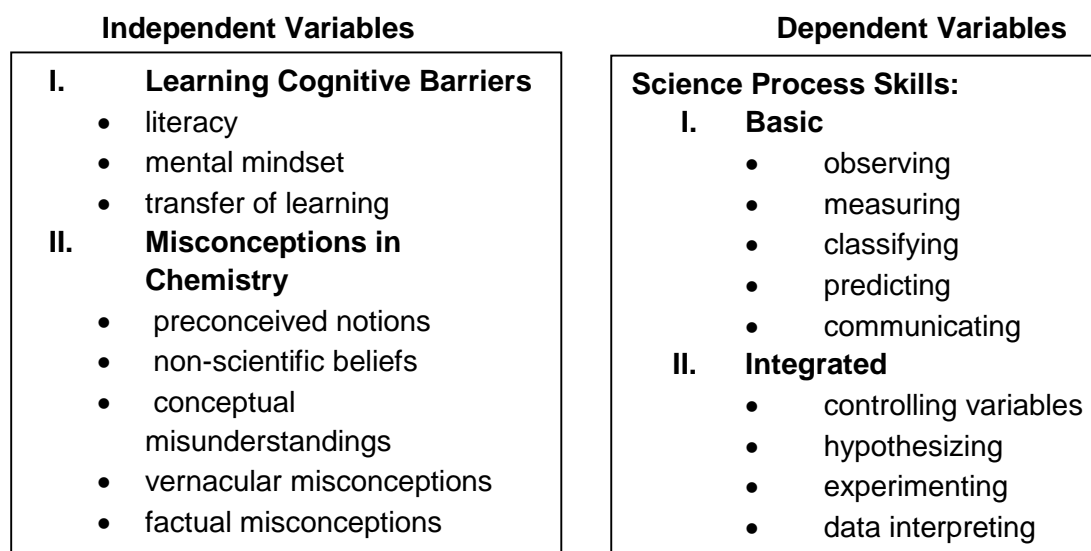 Independent Variables
I. Learning Cognitive Barriers
• literacy
• mental mindset
• transfer of learning
II. Misconceptions in
Chemistry
• preconceived notions
• non-scientific beliefs
• conceptual
misunderstandings
• vernacular misconceptions
• factual misconceptions
Dependent Variables
Science Process Skills:
I. Basic
• observing
• measuring
• classifying
• predicting
• communicating
II. Integrated
• controlling variables
• hypothesizing
• experimenting
• data interpreting